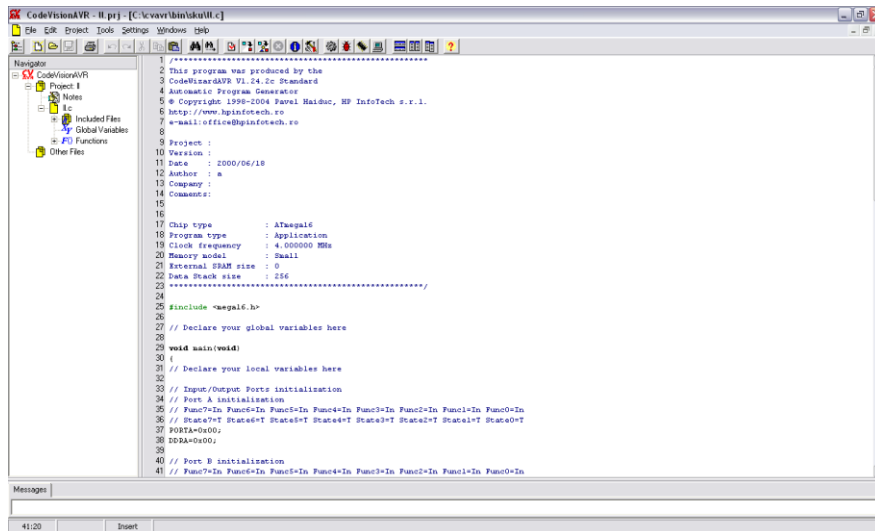 CodeVisionAVR - ll.prj - [C:\cvavr\bin\sku\ll.c]
File Edit Project Tools Settings Windows Help
Navigator
CodeVisionAVR
Project: ll
Notes
ll.c
Included Files
Global Variables
Functions
Other Files
1 /*****************************************************
2 This program was produced by the
3 CodeWizardAVR V1.24.2c Standard
4 Automatic Program Generator
5 © Copyright 1998-2004 Pavel Haiduc, HP InfoTech s.r.l.
6 http://www.hpinfotech.ro
7 e-mail:office@hpinfotech.ro
8
9 Project :
10 Version :
11 Date    : 2000/06/18
12 Author  : a
13 Company :
14 Comments:
15
16
17 Chip type           : ATmega16
18 Program type        : Application
19 Clock frequency     : 4.000000 MHz
20 Memory model        : Small
21 External SRAM size  : 0
22 Data Stack size     : 256
23 *****************************************************/
24
25 #include <mega16.h>
26
27 // Declare your global variables here
28
29 void main(void)
30 {
31 // Declare your local variables here
32
33 // Input/Output Ports initialization
34 // Port A initialization
35 // Func7=In Func6=In Func5=In Func4=In Func3=In Func2=In Func1=In Func0=In
36 // State7=T State6=T State5=T State4=T State3=T State2=T State1=T State0=T
37 PORTA=0x00;
38 DDRA=0x00;
39
40 // Port B initialization
41 // Func7=In Func6=In Func5=In Func4=In Func3=In Func2=In Func1=In Func0=In
Messages
41:20 Insert